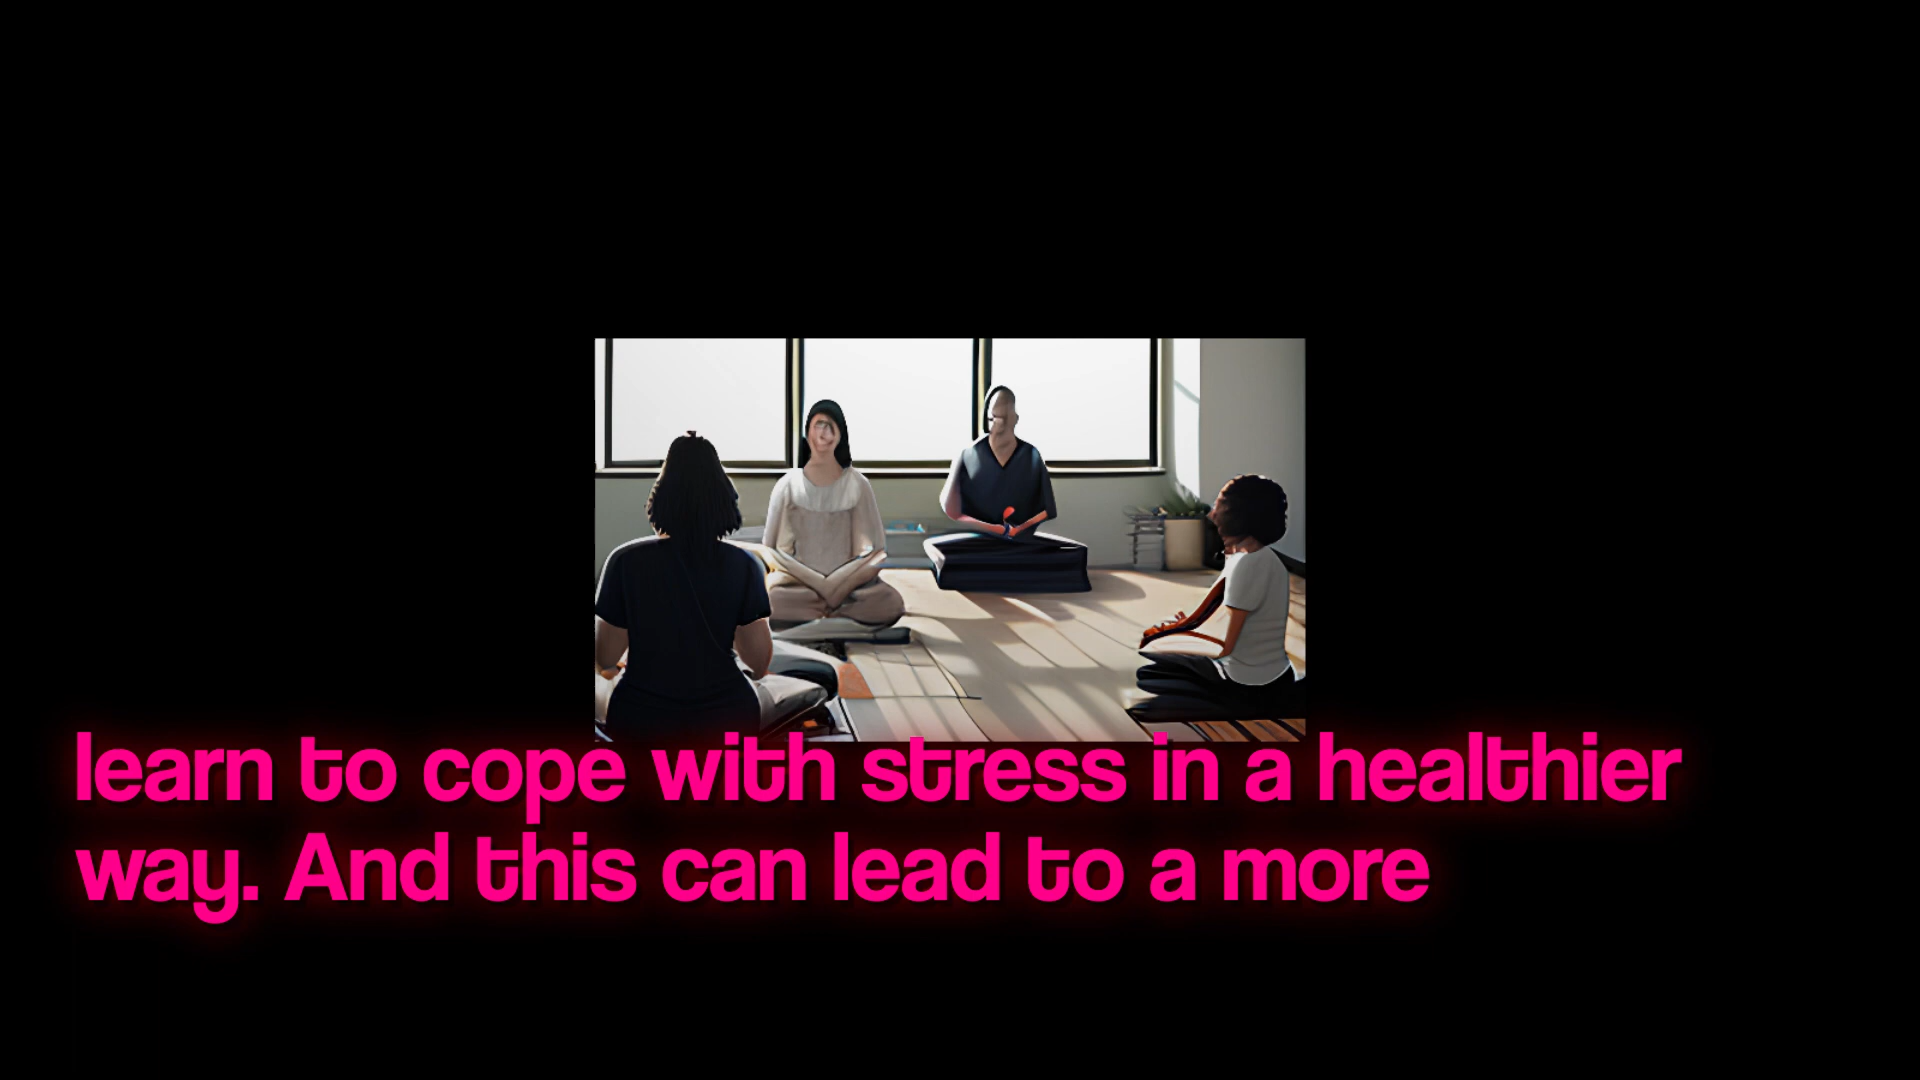 learn to cope with stress in a healthier
way. And this can lead to a more